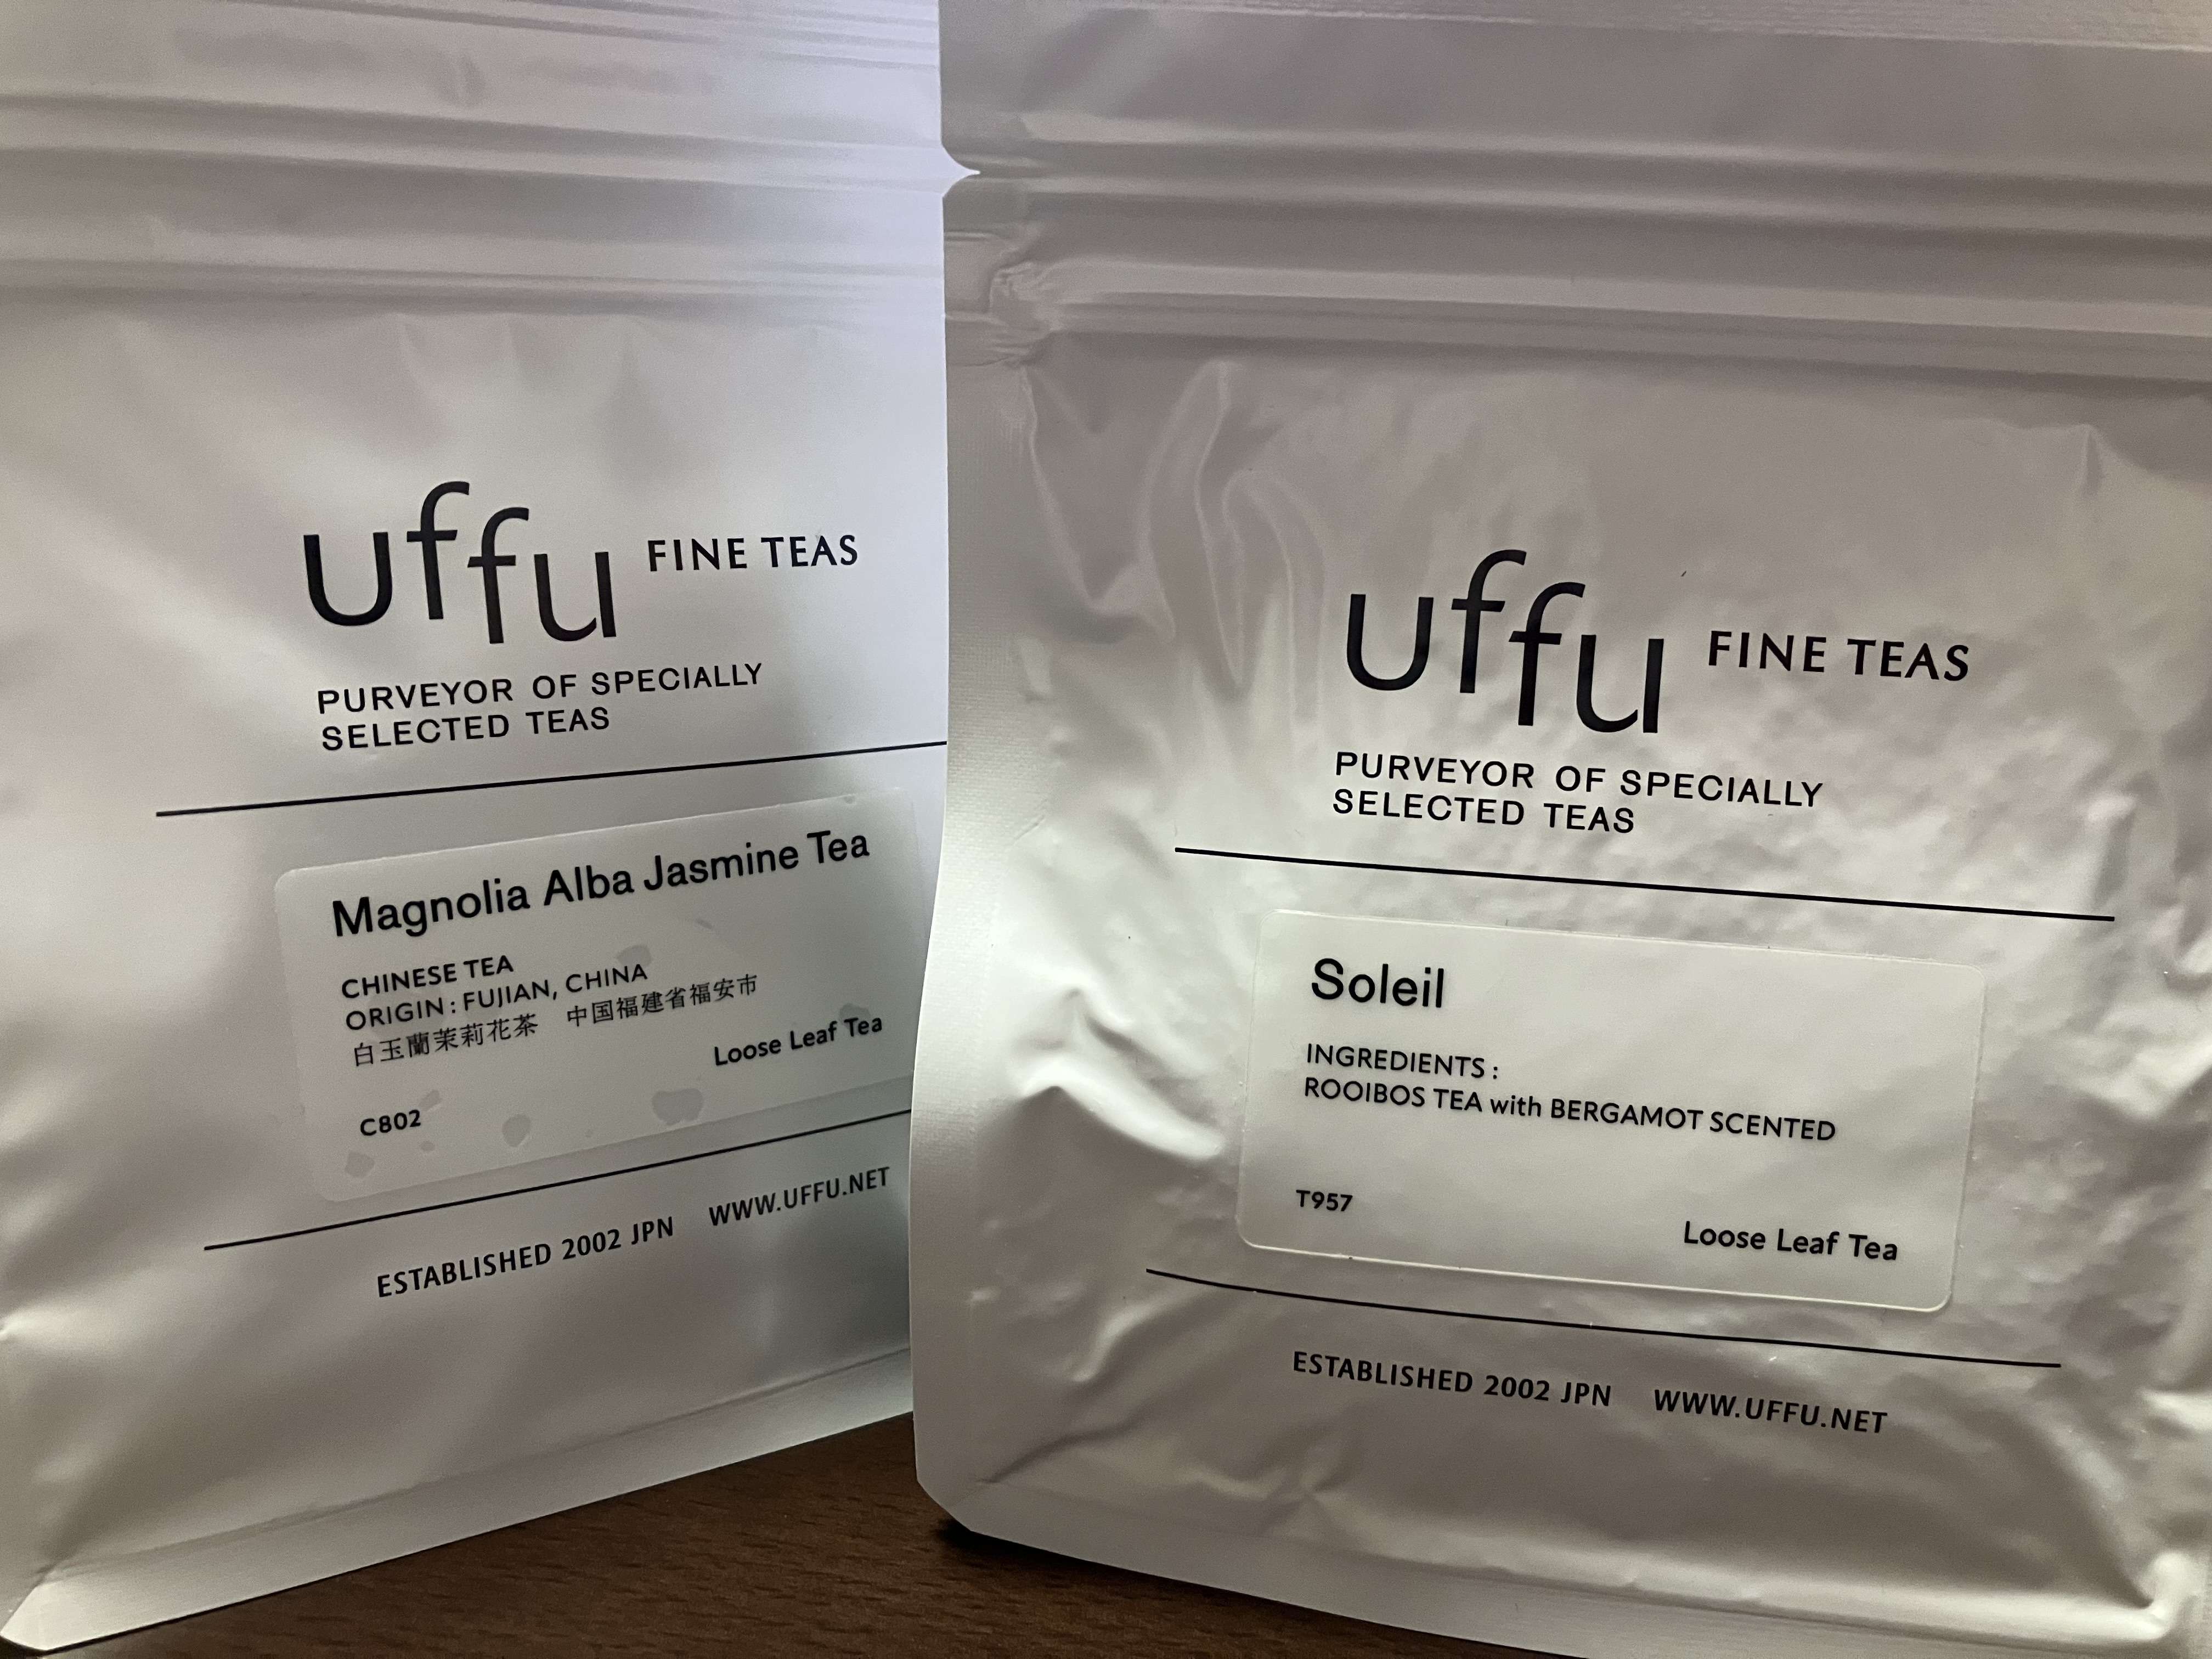 uffu FINE TEAS
PURVEYOR OF SPECIALLY
SELECTED TEAS
Magnolia Alba Jasmine Tea
CHINESE TEA
ORIGIN : FUJIAN, CHINA
白玉蘭茉莉花茶 中国福建省福安市
Loose Leaf Tea
C802
ESTABLISHED 2002 JPN WWW.UFFU.NET
uffu FINE TEAS
PURVEYOR OF SPECIALLY
SELECTED TEAS
Soleil
INGREDIENTS :
ROOIBOS TEA with BERGAMOT SCENTED
T957
Loose Leaf Tea
ESTABLISHED 2002 JPN WWW.UFFU.NET